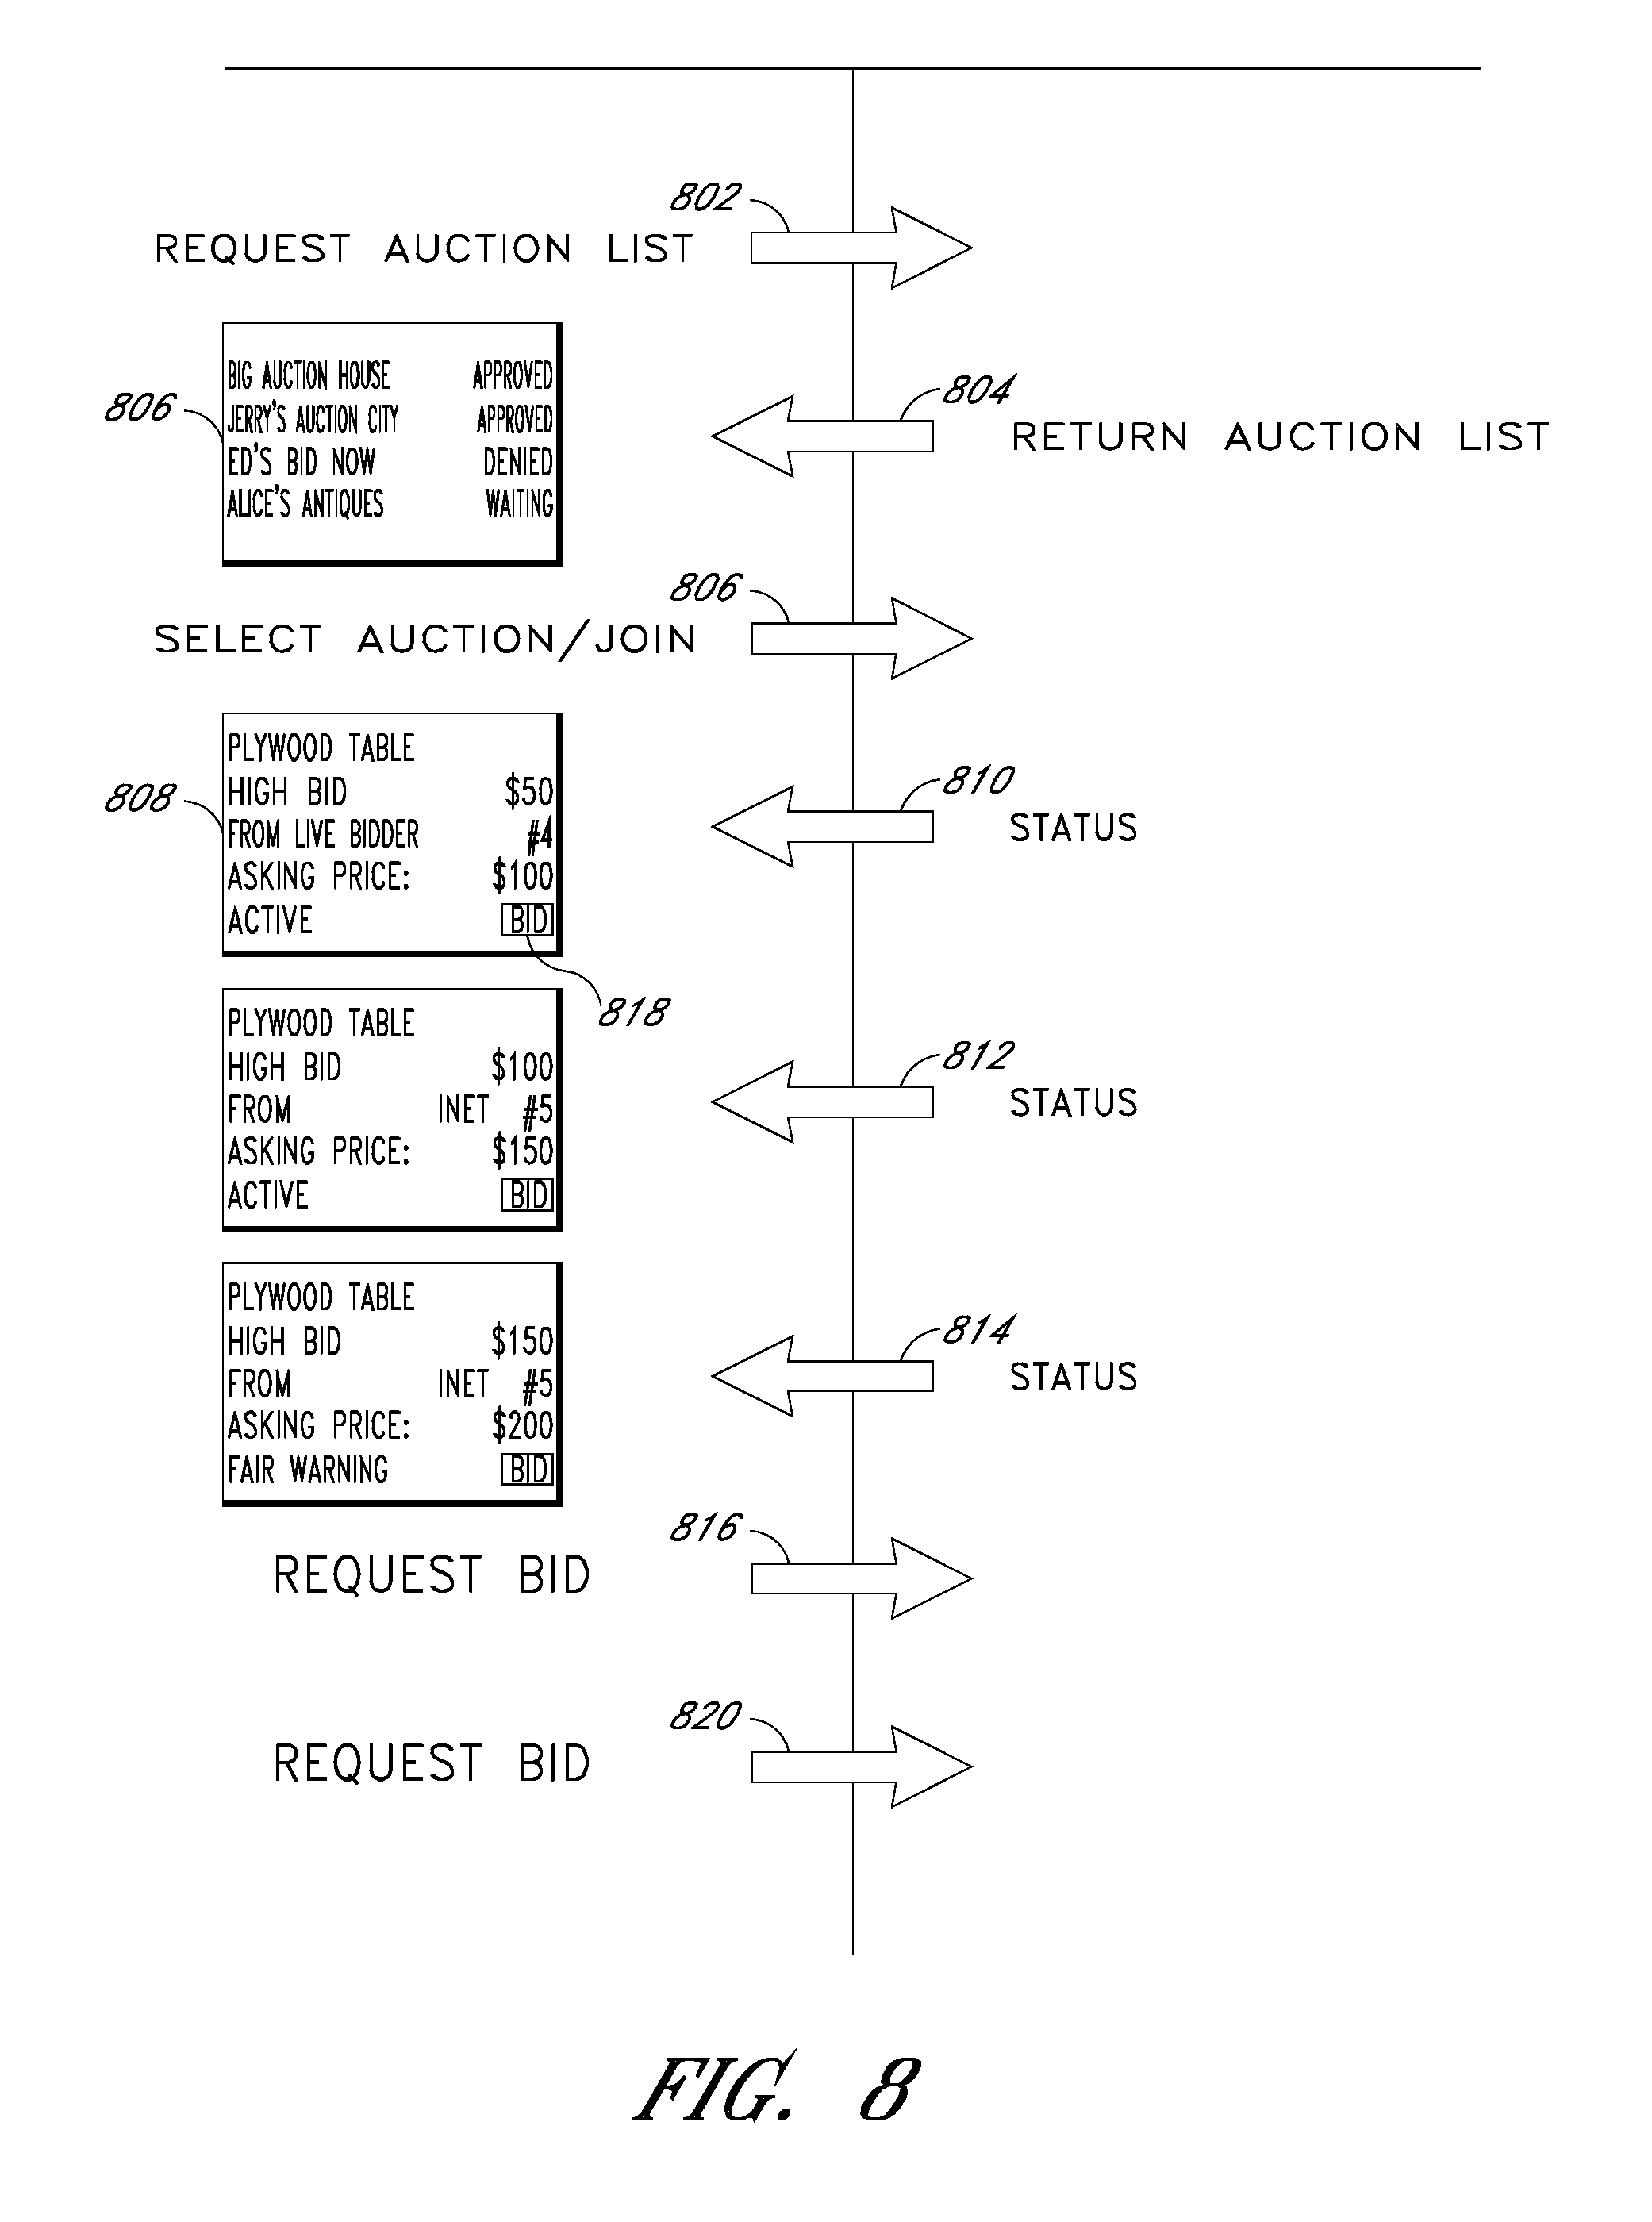 802
REQUEST AUCTION LIST
804
RETURN AUCTION LIST
806
BIG AUCTION HOUSE APPROVED
JERRY'S AUCTION CITY APPROVED
ED'S BID NOW DENIED
ALICE'S ANTIQUES WAITING
806
SELECT AUCTION/JOIN
808
PLYWOOD TABLE
HIGH BID $50
FROM LIVE BIDDER #4
ASKING PRICE: $100
ACTIVE BID
818
810
STATUS
PLYWOOD TABLE
HIGH BID $100
FROM INET #5
ASKING PRICE: $150
ACTIVE BID
812
STATUS
PLYWOOD TABLE
HIGH BID $150
FROM INET #5
ASKING PRICE: $200
FAIR WARNING BID
814
STATUS
816
REQUEST BID
820
REQUEST BID
FIG. 8